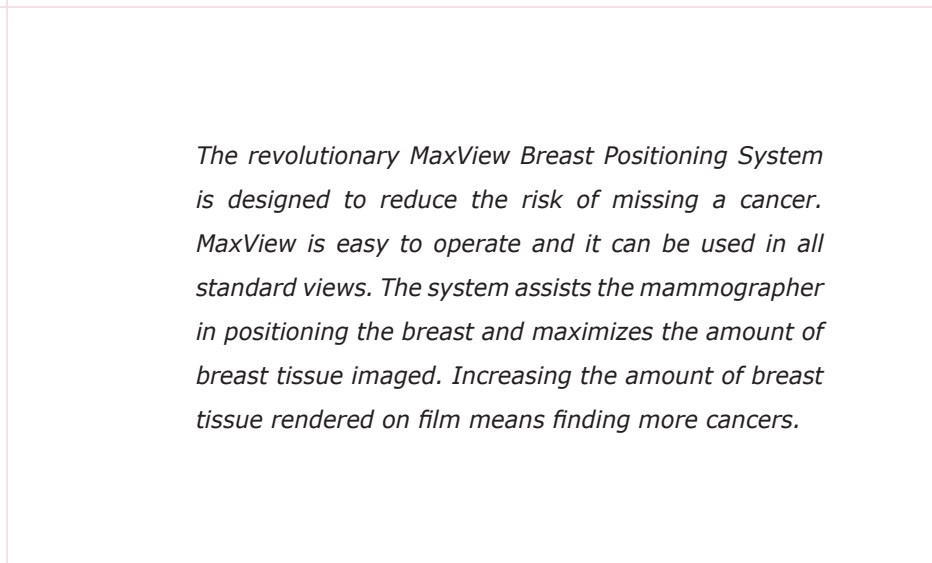 The revolutionary MaxView Breast Positioning System
is designed to reduce the risk of missing a cancer.
MaxView is easy to operate and it can be used in all
standard views. The system assists the mammographer
in positioning the breast and maximizes the amount of
breast tissue imaged. Increasing the amount of breast
tissue rendered on film means finding more cancers.